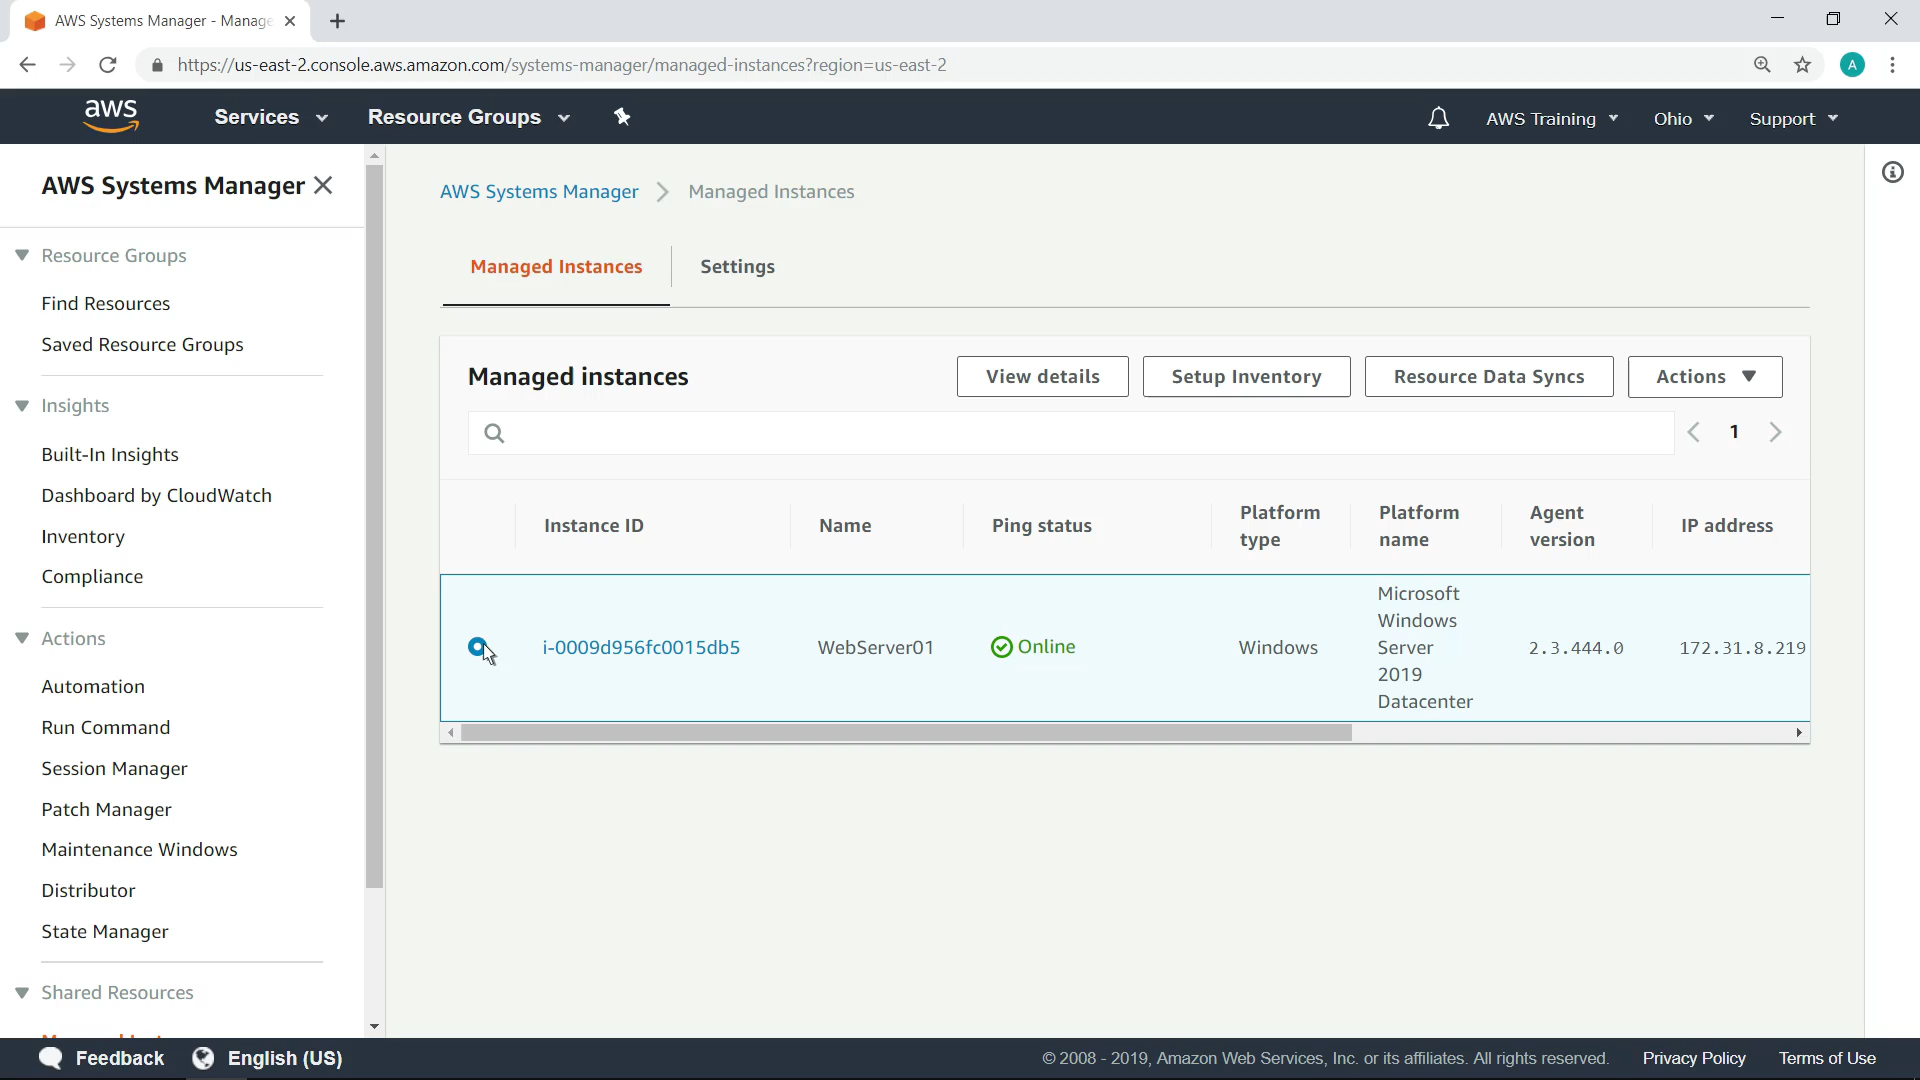 AWS Systems Manager - Manage
https://us-east-2.console.aws.amazon.com/systems-manager/managed-instances?region=us-east-2
A
aws
Services
Resource Groups
AWS Training
Ohio
Support
AWS Systems Manager
Resource Groups
Find Resources
Saved Resource Groups
Insights
Built-In Insights
Dashboard by CloudWatch
Inventory
Compliance
Actions
Automation
Run Command
Session Manager
Patch Manager
Maintenance Windows
Distributor
State Manager
Shared Resources
AWS Systems Manager
Managed Instances
Managed Instances
Settings
Managed instances
View details
Setup Inventory
Resource Data Syncs
Actions
1
Instance ID
Name
Ping status
Platform
type
Platform
name
Agent
version
IP address
i-0009d956fc0015db5
WebServer01
Online
Windows
Microsoft
Windows
Server
2019
Datacenter
2.3.444.0
172.31.8.219
Feedback
English (US)
© 2008 - 2019, Amazon Web Services, Inc. or its affiliates. All rights reserved.
Privacy Policy
Terms of Use